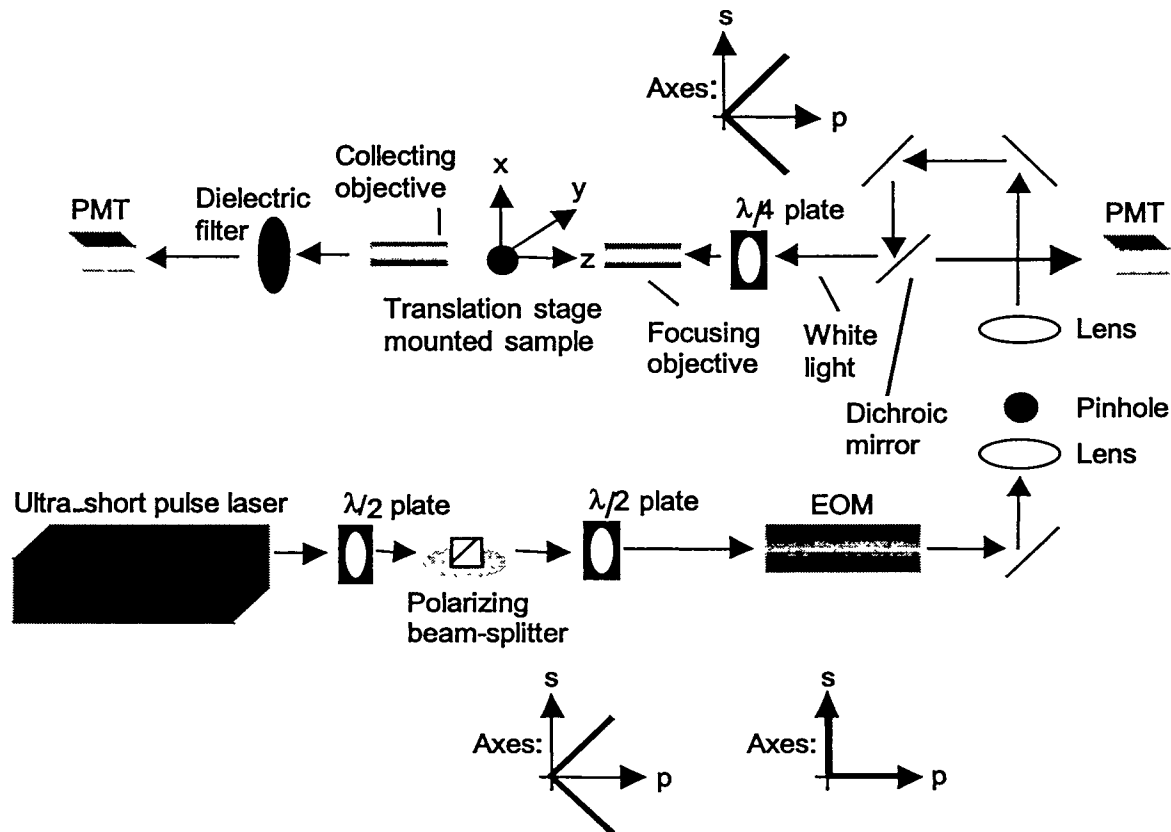 s
Axes:
p
Collecting
objective
x
y
z
Dielectric
filter
PMT
λ/4 plate
PMT
Translation stage
mounted sample
Focusing
objective
White
light
Dichroic
mirror
Lens
Pinhole
Lens
Ultra-short pulse laser
λ/2 plate
λ/2 plate
EOM
Polarizing
beam-splitter
s
Axes:
p
s
Axes:
p